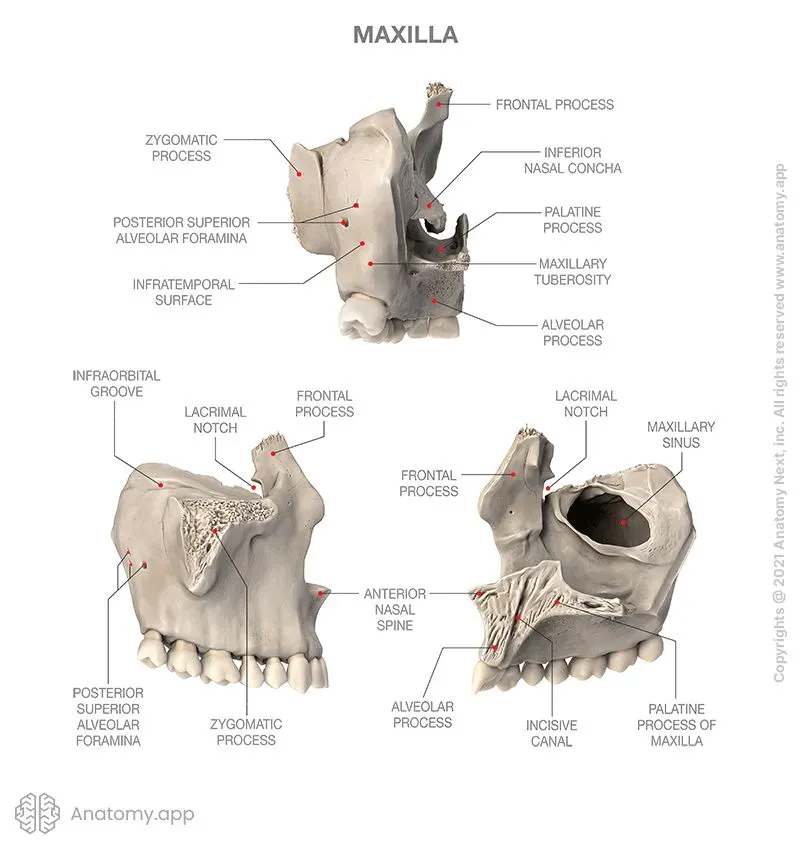 MAXILLA
FRONTAL PROCESS
ZYGOMATIC
PROCESS
INFERIOR
NASAL CONCHA
POSTERIOR SUPERIOR
ALVEOLAR FORAMINA
PALATINE
PROCESS
INFRATEMPORAL
SURFACE
MAXILLARY
TUBEROSITY
ALVEOLAR
PROCESS
INFRAORBITAL
GROOVE
LACRIMAL
NOTCH
FRONTAL
PROCESS
LACRIMAL
NOTCH
MAXILLARY
SINUS
FRONTAL
PROCESS
ANTERIOR
NASAL
SPINE
POSTERIOR
SUPERIOR
ALVEOLAR
FORAMINA
ZYGOMATIC
PROCESS
ALVEOLAR
PROCESS
INCISIVE
CANAL
PALATINE
PROCESS OF
MAXILLA
Copyrights @ 2021 Anatomy Next, inc. All rights reserved www.anatomy.app
Anatomy.app